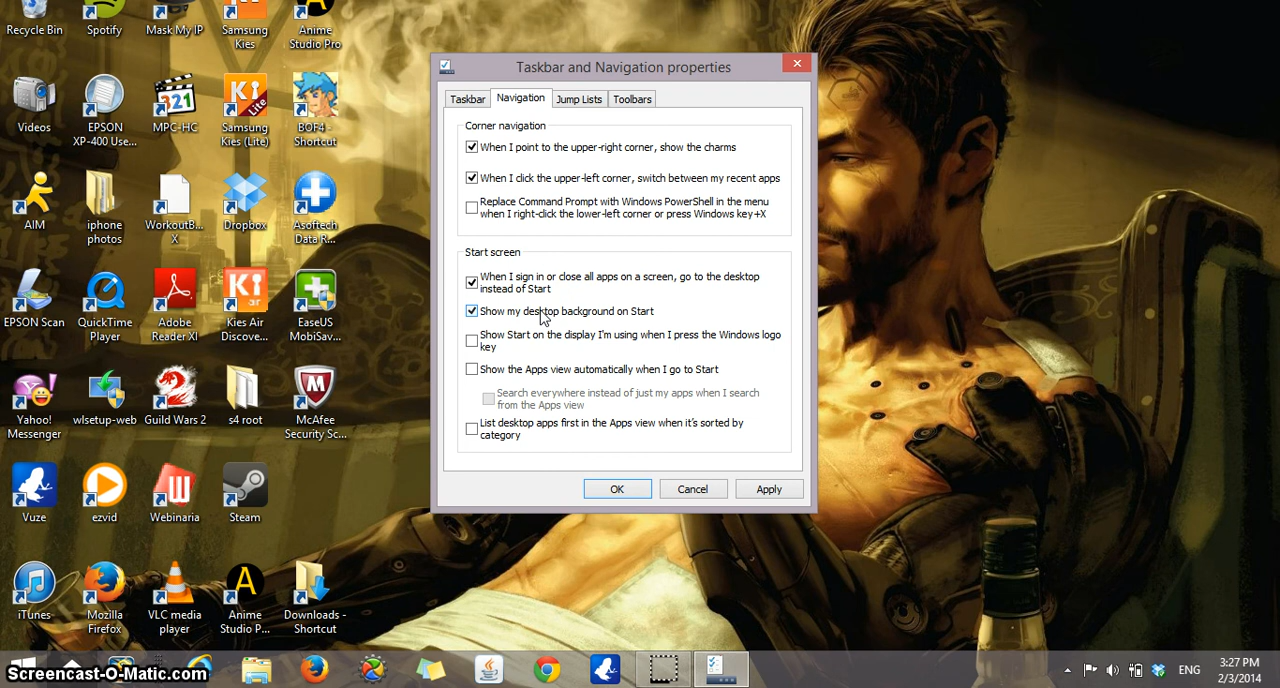 Recycle Bin
Spotify
Mask My IP
Samsung
Kies
Anime
Studio Pro
Videos
EPSON
XP-400 Use...
321
MPC-HC
Ki
Lite
Samsung
Kies (Lite)
BOF4 -
Shortcut
AIM
iphone
photos
WorkoutB...
X
Dropbox
Asoftech
Data R...
EPSON Scan
QuickTime
Player
Adobe
Reader XI
Ki
air
Kies Air
Discove...
EaseUS
MobiSav...
Yahoo!
Messenger
wlsetup-web
Guild Wars 2
s4 root
McAfee
Security Sc...
Vuze
ezvid
Webinaria
Steam
iTunes
Mozilla
Firefox
VLC media
player
Anime
Studio P...
Downloads -
Shortcut
Taskbar and Navigation properties
Taskbar
Navigation
Jump Lists
Toolbars
Corner navigation
When I point to the upper-right corner, show the charms
When I click the upper-left corner, switch between my recent apps
Replace Command Prompt with Windows PowerShell in the menu
when I right-click the lower-left corner or press Windows key+X
Start screen
When I sign in or close all apps on a screen, go to the desktop
instead of Start
Show my desktop background on Start
Show Start on the display I'm using when I press the Windows logo
key
Show the Apps view automatically when I go to Start
Search everywhere instead of just my apps when I search
from the Apps view
List desktop apps first in the Apps view when it's sorted by
category
OK
Cancel
Apply
Screencast-O-Matic.com
ENG
3:27 PM
2/3/2014